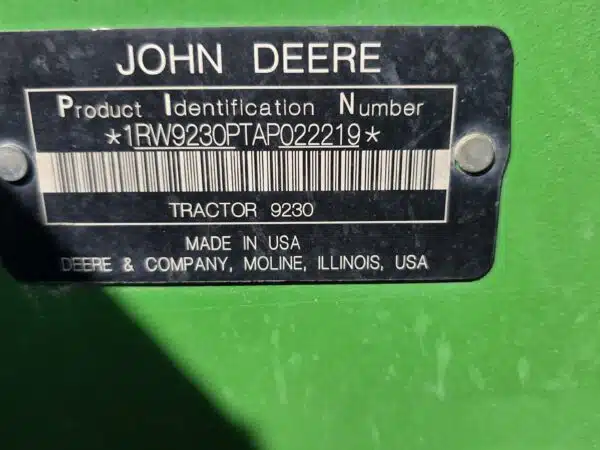 JOHN DEERE
Product Identification Number
*1RW9230PTAP022219*
TRACTOR 9230
MADE IN USA
DEERE & COMPANY, MOLINE, ILLINOIS, USA